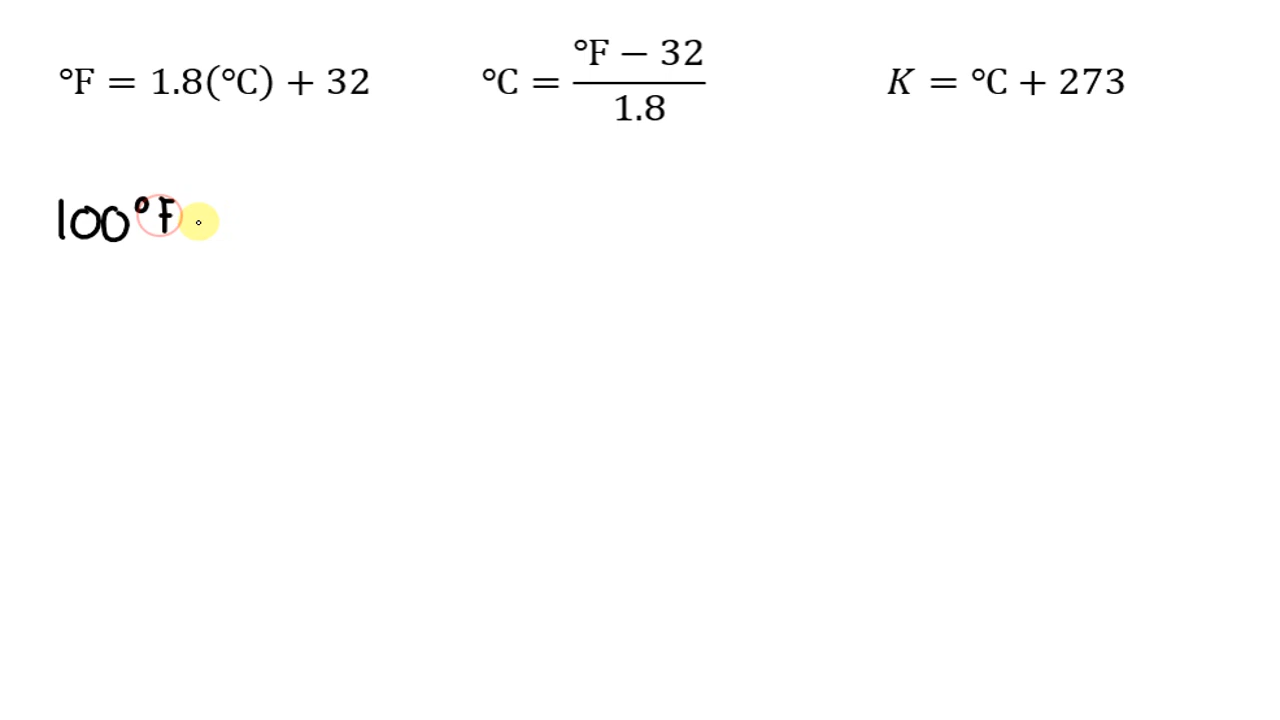 °F = 1.8(°C) + 32
°C = °F − 32 / 1.8
K = °C + 273
100°F